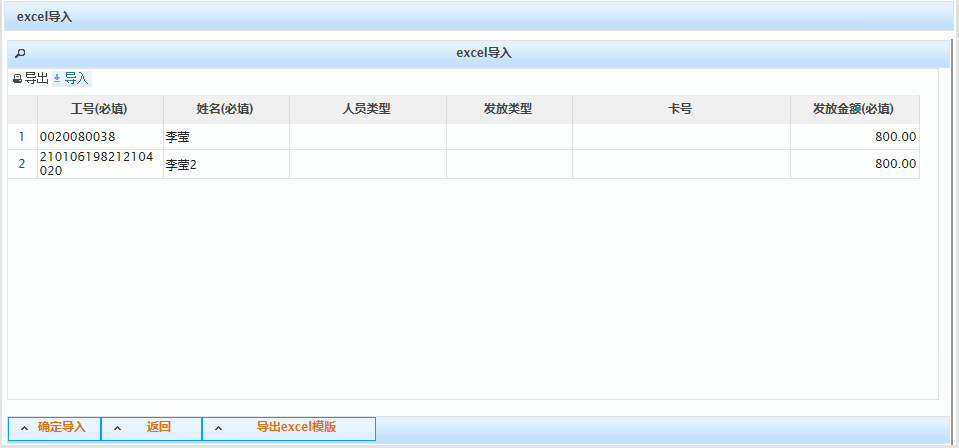 excel导入
excel导入
导出 导入
工号(必填) 姓名(必填) 人员类型 发放类型 卡号 发放金额(必填)
1 0020080038 李莹 800.00
2 210106198212104
020 李莹2 800.00
确定导入 返回 导出excel模版